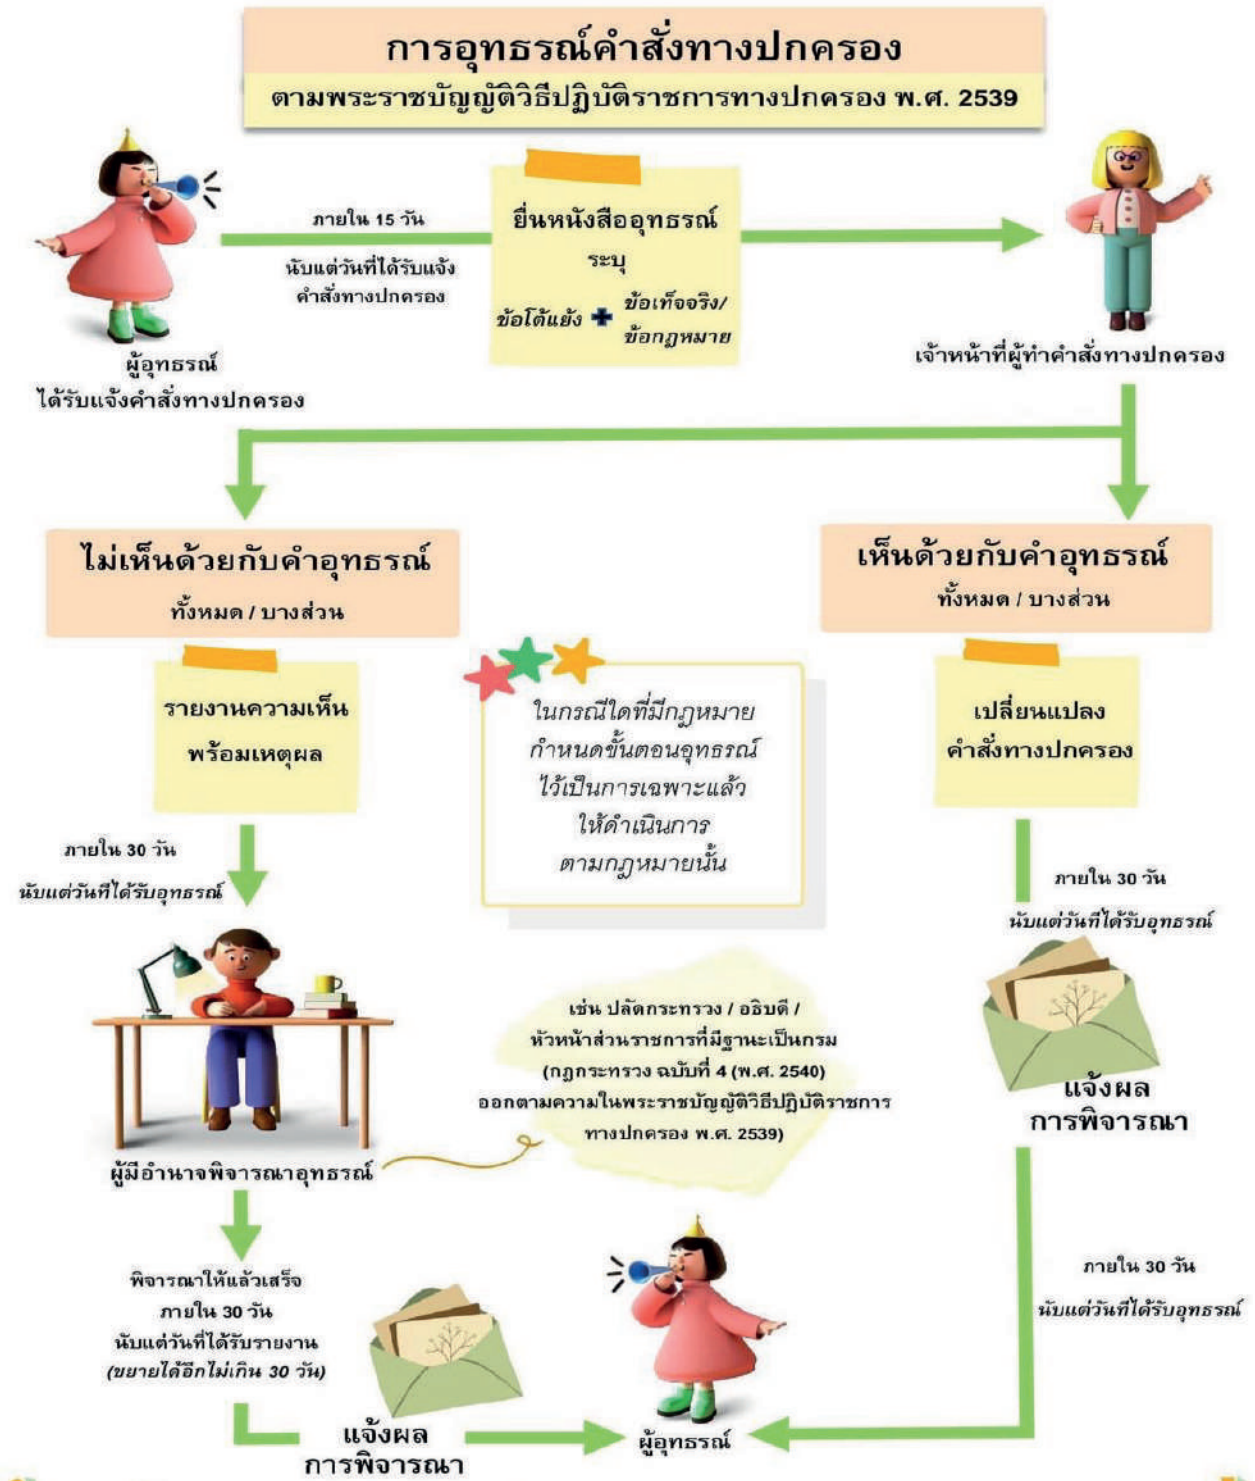 การอุทธรณ์คำสั่งทางปกครอง
ตามพระราชบัญญัติวิธีปฏิบัติราชการทางปกครอง พ.ศ. 2539
ภายใน 15 วัน
นับแต่วันที่ได้รับแจ้ง
คำสั่งทางปกครอง
ยื่นหนังสืออุทธรณ์
ระบุ
ข้อโต้แย้ง + ข้อเท็จจริง/
ข้อกฎหมาย
ผู้อุทธรณ์
ได้รับแจ้งคำสั่งทางปกครอง
เจ้าหน้าที่ผู้ทำคำสั่งทางปกครอง
ไม่เห็นด้วยกับคำอุทธรณ์
ทั้งหมด / บางส่วน
เห็นด้วยกับคำอุทธรณ์
ทั้งหมด / บางส่วน
รายงานความเห็น
พร้อมเหตุผล
ในกรณีใดที่มีกฎหมาย
กำหนดขั้นตอนอุทธรณ์
ไว้เป็นการเฉพาะแล้ว
ให้ดำเนินการ
ตามกฎหมายนั้น
เปลี่ยนแปลง
คำสั่งทางปกครอง
ภายใน 30 วัน
นับแต่วันที่ได้รับอุทธรณ์
ภายใน 30 วัน
นับแต่วันที่ได้รับอุทธรณ์
เช่น ปลัดกระทรวง / อธิบดี /
หัวหน้าส่วนราชการที่มีฐานะเป็นกรม
(กฎกระทรวง ฉบับที่ 4 (พ.ศ. 2540)
ออกตามความในพระราชบัญญัติวิธีปฏิบัติราชการ
ทางปกครอง พ.ศ. 2539)
แจ้งผล
การพิจารณา
ผู้มีอำนาจพิจารณาอุทธรณ์
พิจารณาให้แล้วเสร็จ
ภายใน 30 วัน
นับแต่วันที่ได้รับรายงาน
(ขยายได้อีกไม่เกิน 30 วัน)
ภายใน 30 วัน
นับแต่วันที่ได้รับอุทธรณ์
แจ้งผล
การพิจารณา
ผู้อุทธรณ์